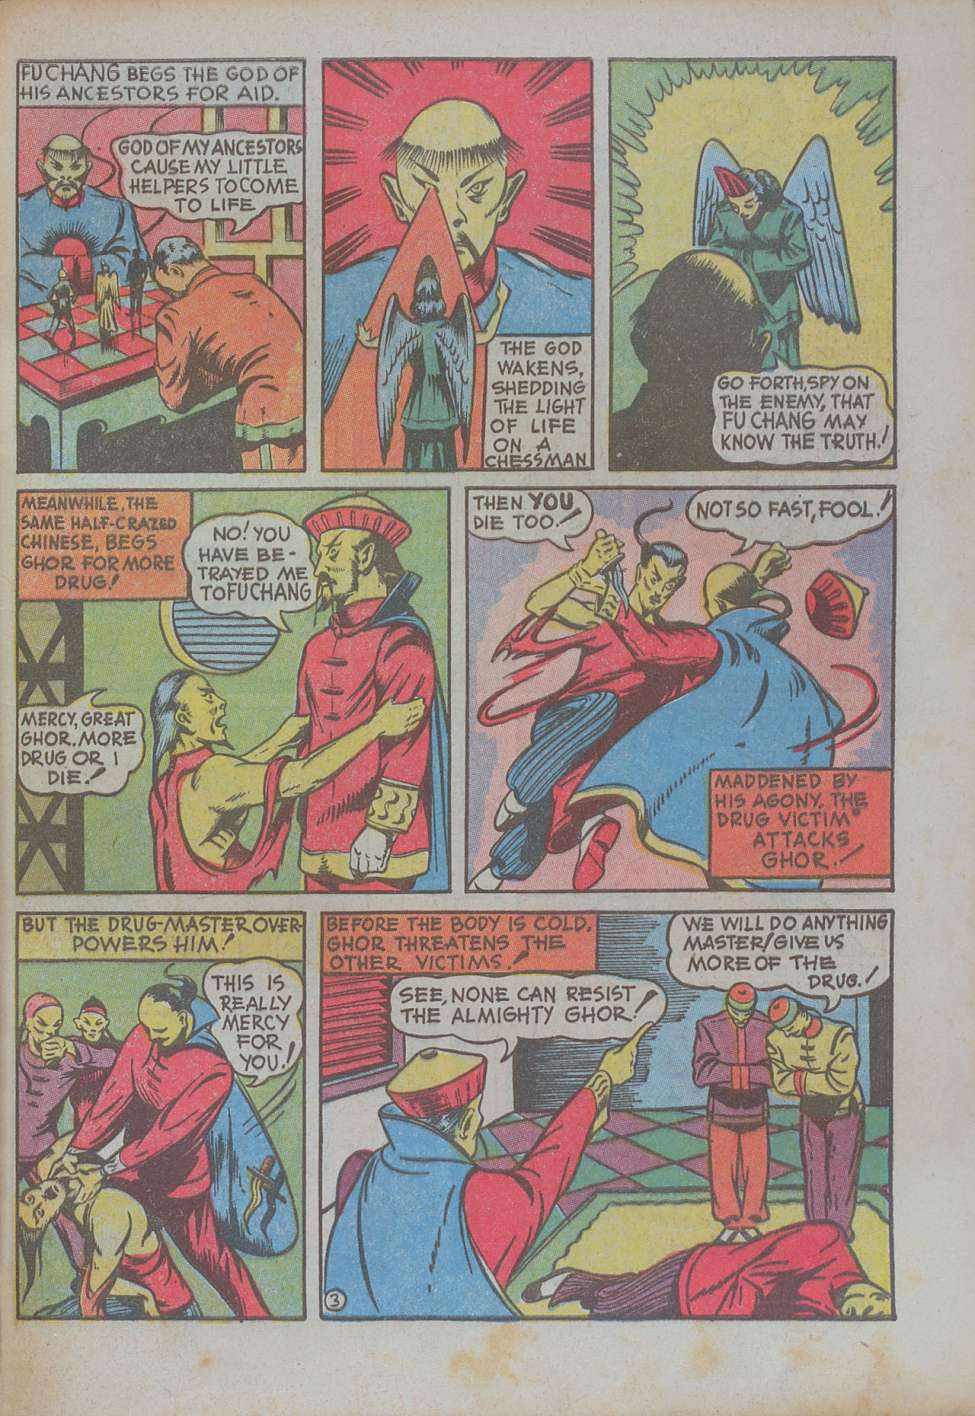 FU CHANG BEGS THE GOD OF
HIS ANCESTORS FOR AID.
GOD OF MY ANCESTORS
CAUSE MY LITTLE
HELPERS TO COME
TO LIFE
THE GOD
WAKENS,
SHEDDING
THE LIGHT
OF LIFE
ON A
CHESSMAN
GO FORTH, SPY ON
THE ENEMY, THAT
FU CHANG MAY
KNOW THE TRUTH!
MEANWHILE, THE
SAME HALF-CRAZED
CHINESE, BEGS
GHOR FOR MORE
DRUG!
NO! YOU
HAVE BE-
TRAYED ME
TO FU CHANG
MERCY, GREAT
GHOR. MORE
DRUG OR I
DIE!
THEN YOU
DIE TOO!
NOT SO FAST, FOOL!
MADDENED BY
HIS AGONY, THE
DRUG VICTIM
ATTACKS
GHOR!
BUT THE DRUG-MASTER OVER-
POWERS HIM!
THIS IS
REALLY
MERCY
FOR
YOU!
BEFORE THE BODY IS COLD,
GHOR THREATENS THE
OTHER VICTIMS!
SEE, NONE CAN RESIST
THE ALMIGHTY GHOR!
WE WILL DO ANYTHING
MASTER! GIVE US
MORE OF THE
DRUG!
3